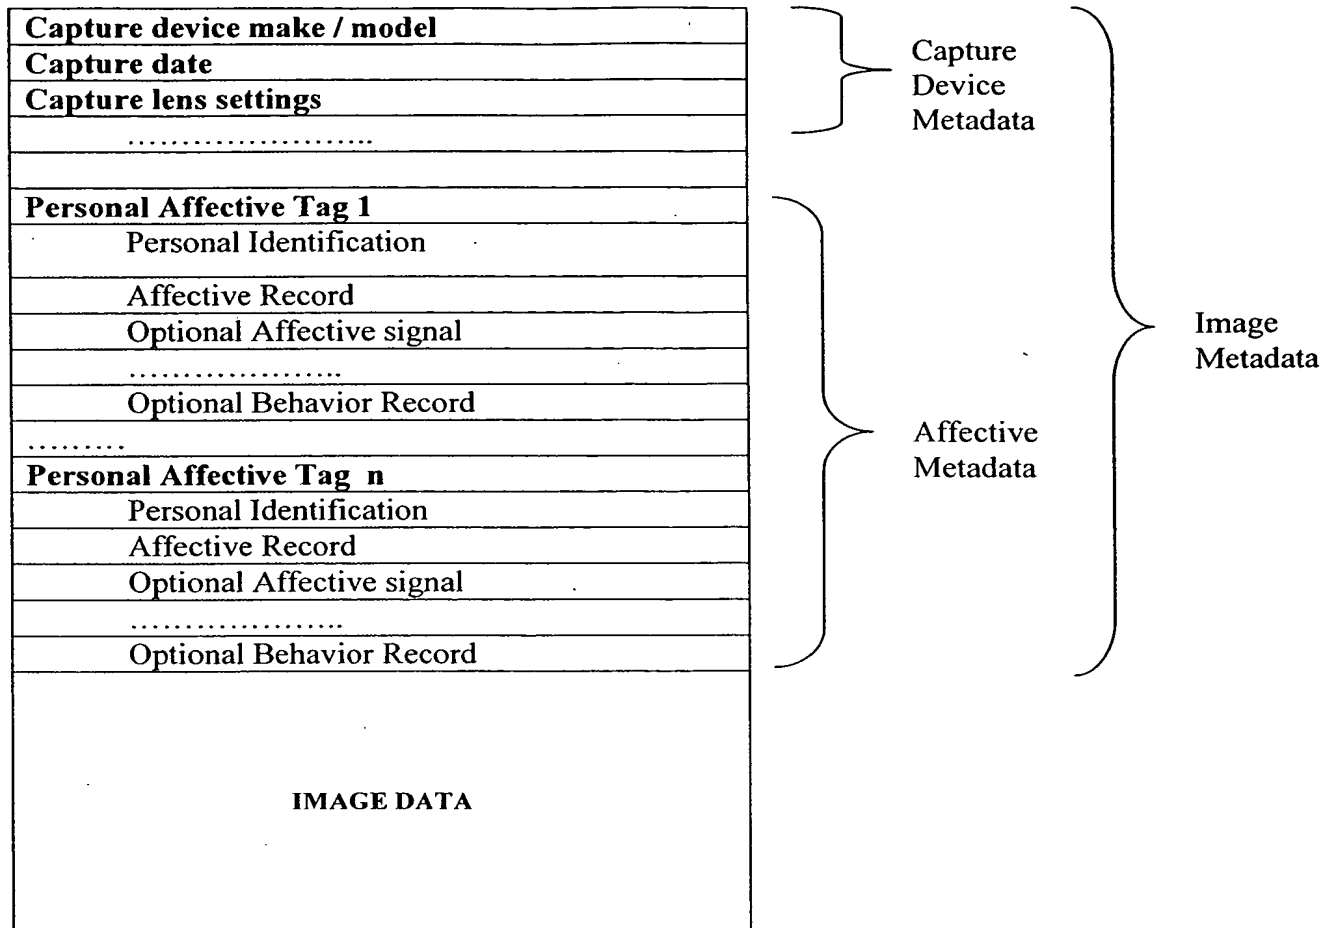 Capture device make / model
Capture date
Capture lens settings
.......................
Personal Affective Tag 1
Personal Identification
Affective Record
Optional Affective signal
....................
Optional Behavior Record
.........
Personal Affective Tag n
Personal Identification
Affective Record
Optional Affective signal
....................
Optional Behavior Record
IMAGE DATA
Capture
Device
Metadata
Affective
Metadata
Image
Metadata